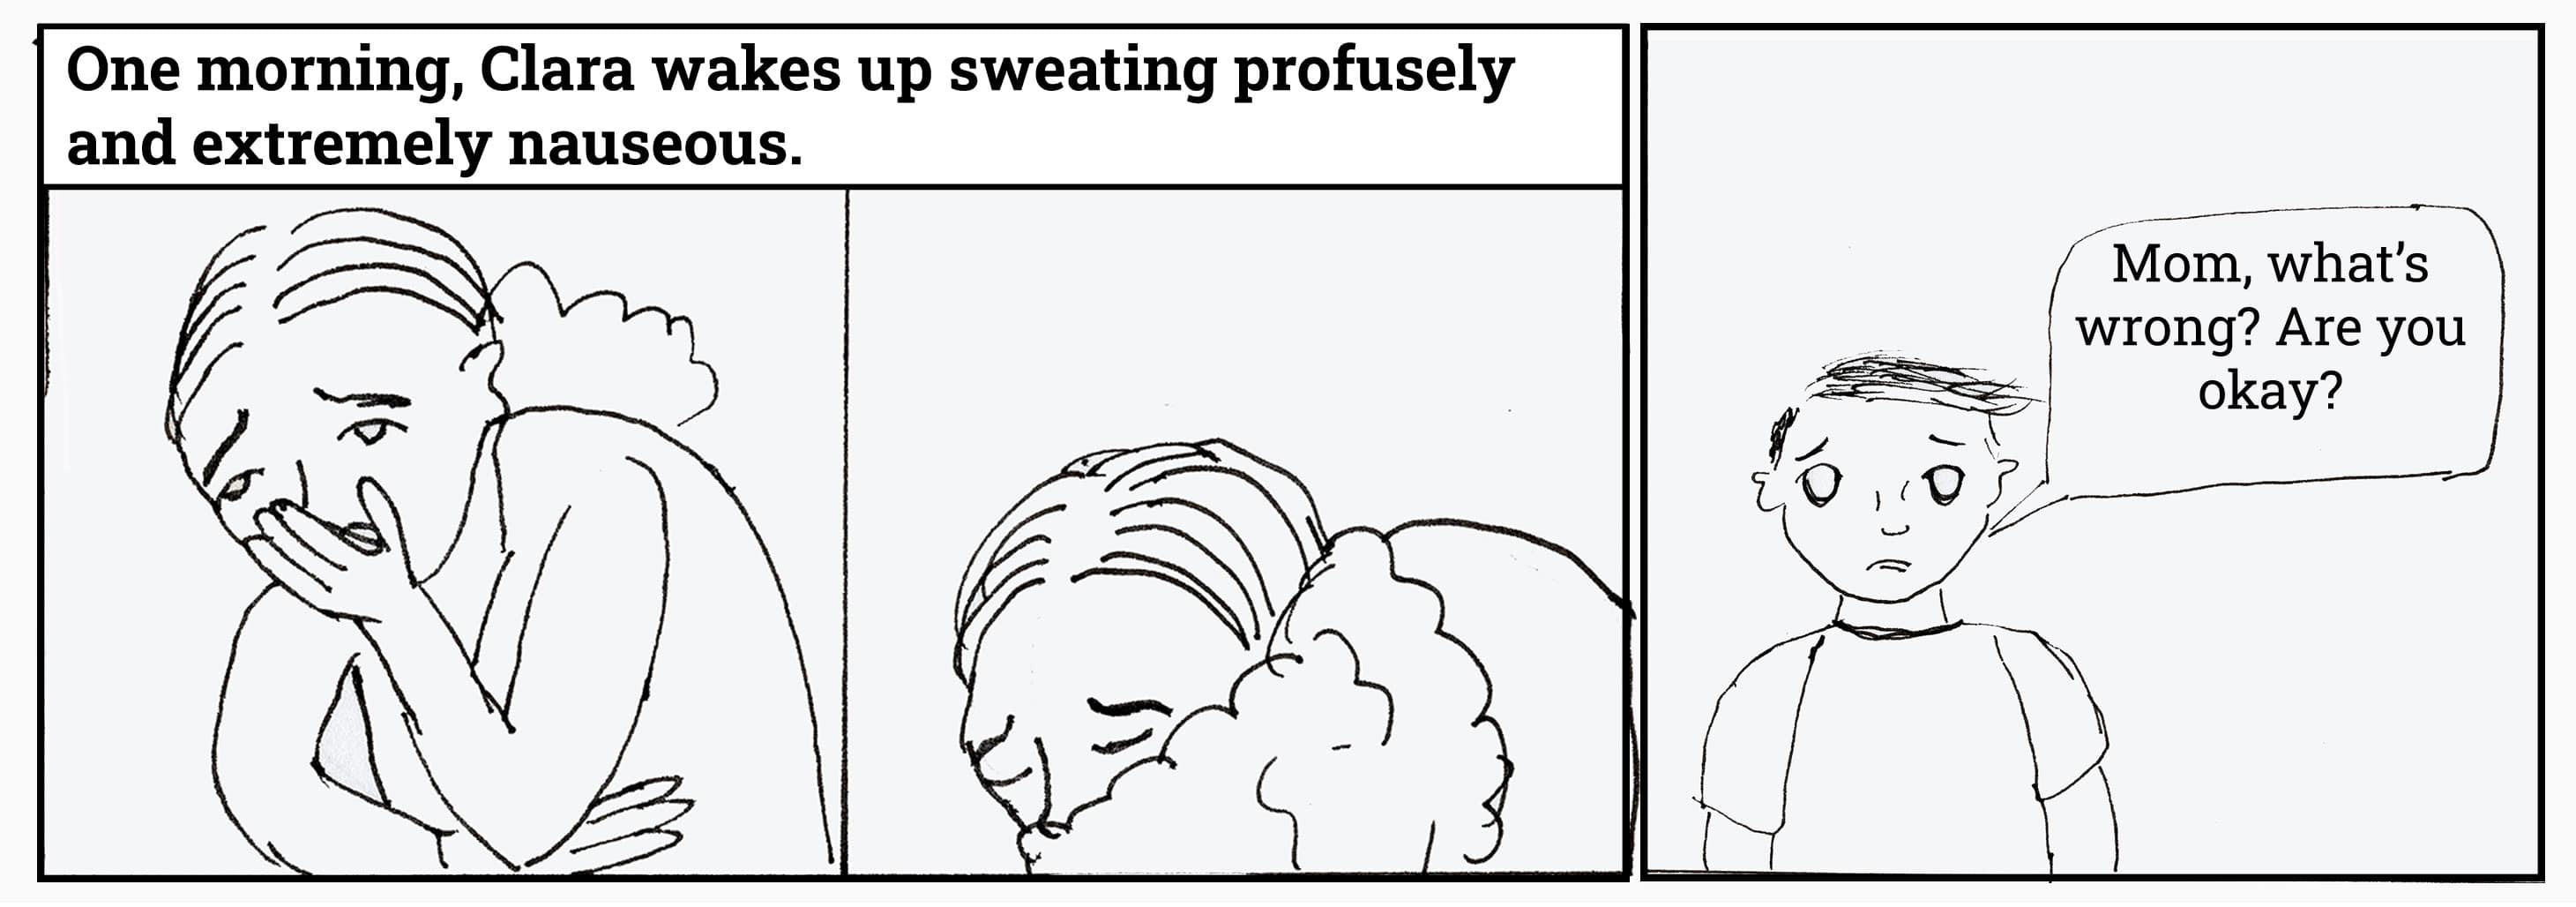 One morning, Clara wakes up sweating profusely
and extremely nauseous.
Mom, what’s
wrong? Are you
okay?